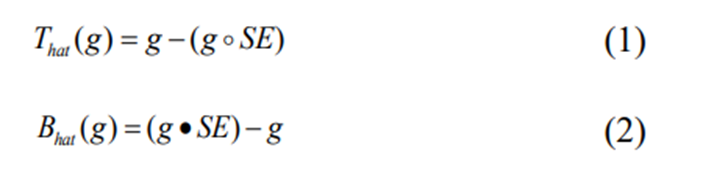 T_hat(g) = g − (g ∘ SE) (1)
B_hat(g) = (g • SE) − g (2)